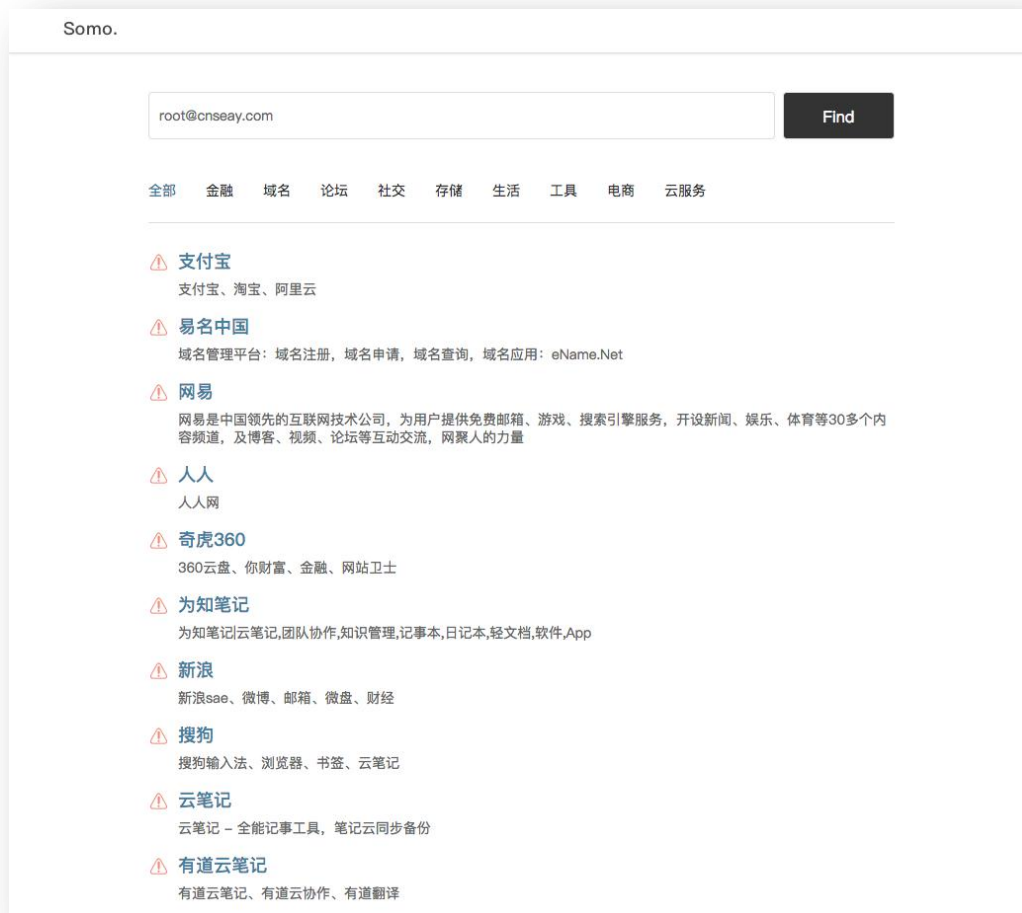 Somo.
root@cnseay.com
Find
全部 金融 域名 论坛 社交 存储 生活 工具 电商 云服务
支付宝
支付宝、淘宝、阿里云
易名中国
域名管理平台：域名注册，域名申请，域名查询，域名应用：eName.Net
网易
网易是中国领先的互联网技术公司，为用户提供免费邮箱、游戏、搜索引擎服务，开设新闻、娱乐、体育等30多个内
容频道，及博客、视频、论坛等互动交流，网聚人的力量
人人
人人网
奇虎360
360云盘、你财富、金融、网站卫士
为知笔记
为知笔记|云笔记,团队协作,知识管理,记事本,日记本,轻文档,软件,App
新浪
新浪sae、微博、邮箱、微盘、财经
搜狗
搜狗输入法、浏览器、书签、云笔记
云笔记
云笔记 – 全能记事工具，笔记云同步备份
有道云笔记
有道云笔记、有道云协作、有道翻译